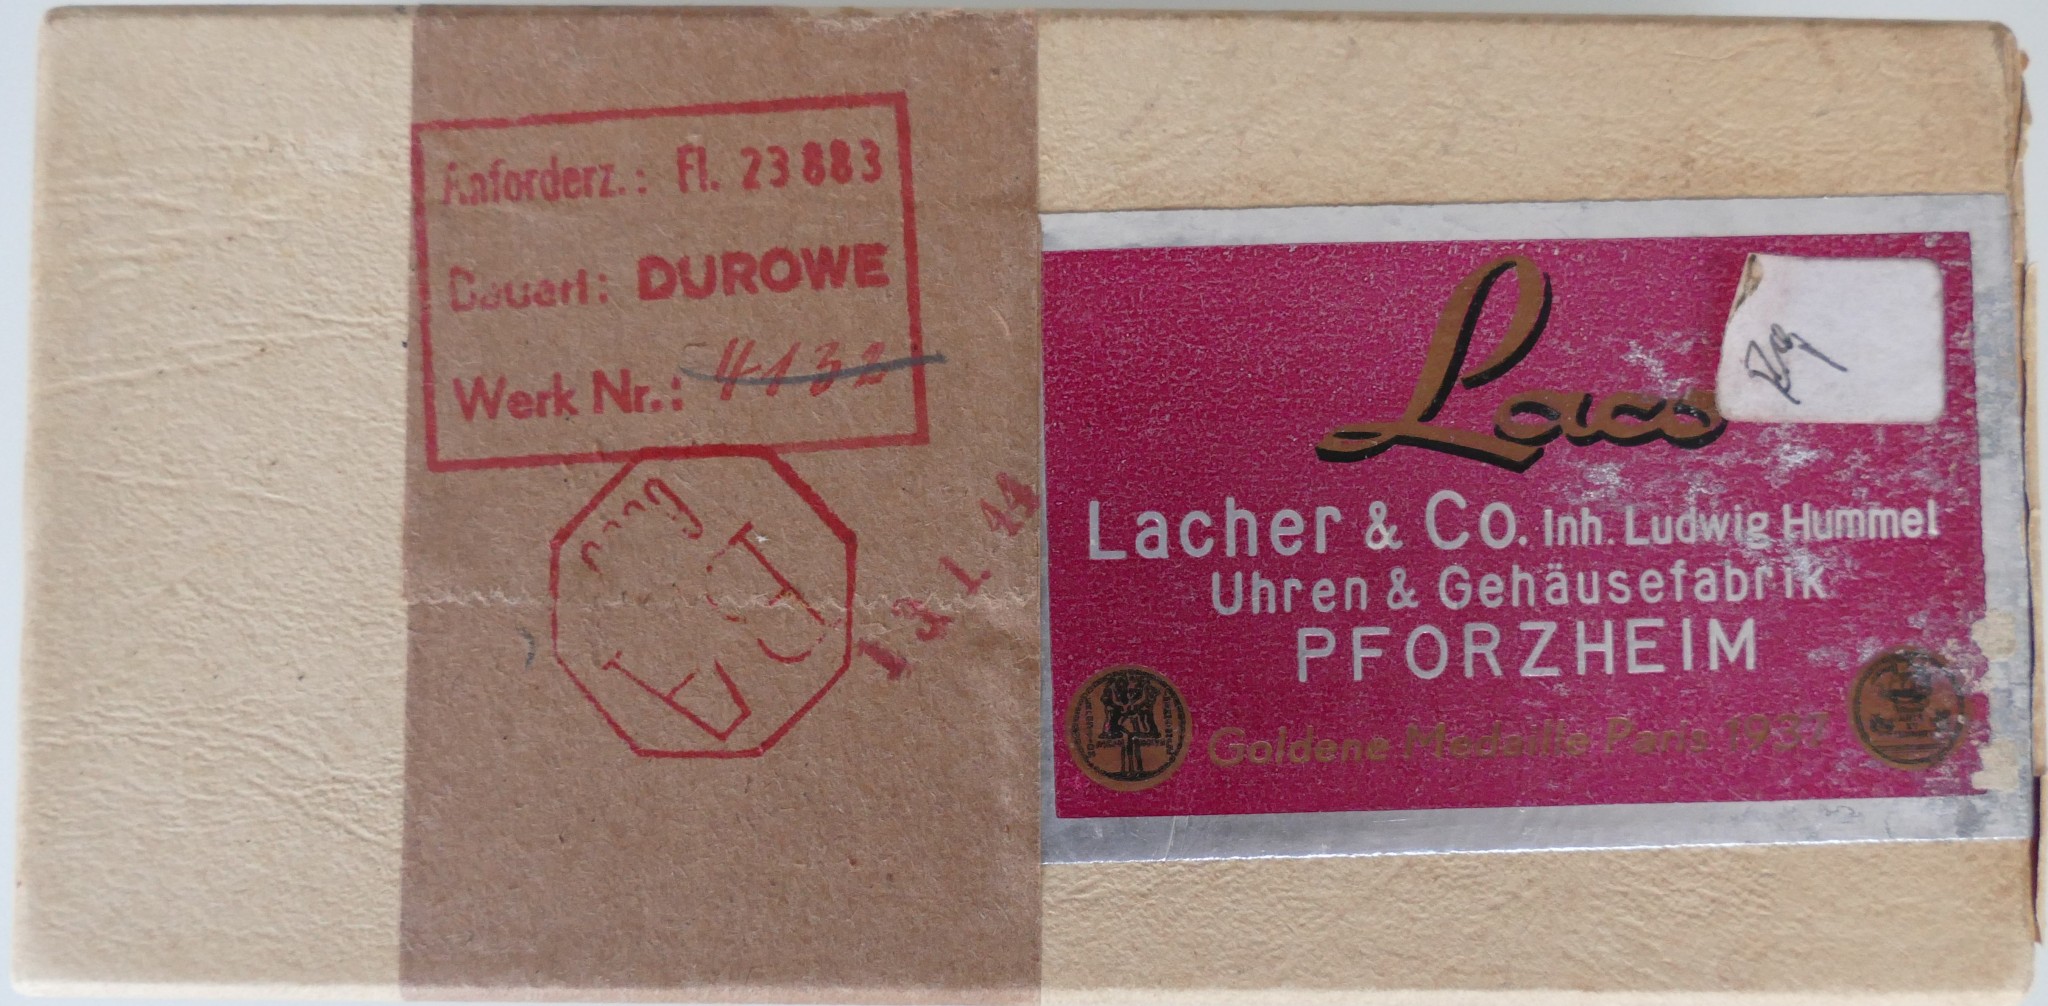 Anforderz.: Fl. 23883
Bauart: DUROWE
Werk Nr.: 4132
13.1.44
Laco
Lacher & Co. Inh. Ludwig Hummel
Uhren & Gehäusefabrik
PFORZHEIM
Goldene Medaille Paris 1937